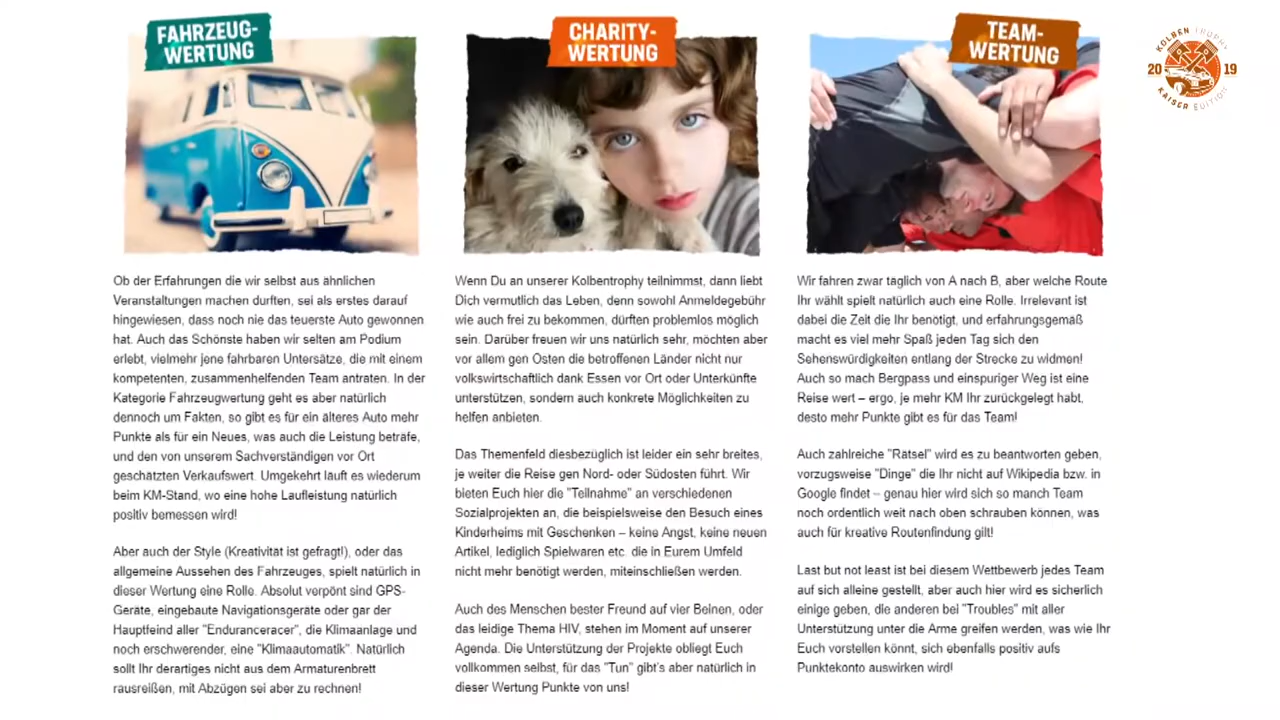 FAHRZEUG-
WERTUNG
Ob der Erfahrungen die wir selbst aus ähnlichen
Veranstaltungen machen durften, sei als erstes darauf
hingewiesen, dass noch nie das teuerste Auto gewonnen
hat. Auch das Schönste haben wir selten am Podium
erlebt, vielmehr jene fahrbaren Untersätze, die mit einem
kompetenten, zusammenhelfenden Team antraten. In der
Kategorie Fahrzeugwertung geht es aber natürlich
dennoch um Fakten, so gibt es für ein älteres Auto mehr
Punkte als für ein Neues, was auch die Leistung beträfe,
und den von unserem Sachverständigen vor Ort
geschätzten Verkaufswert. Umgekehrt läuft es wiederum
beim KM-Stand, wo eine hohe Laufleistung natürlich
positiv bemessen wird!
Aber auch der Style (Kreativität ist gefragt!), oder das
allgemeine Aussehen des Fahrzeuges, spielt natürlich in
dieser Wertung eine Rolle. Absolut verpönt sind GPS-
Geräte, eingebaute Navigationsgeräte oder gar der
Hauptfeind aller "Enduranceracer", die Klimaanlage und
noch erschwerender, eine "Klimaautomatik". Natürlich
sollt Ihr derartiges nicht aus dem Armaturenbrett
rausreißen, mit Abzügen sei aber zu rechnen!
CHARITY-
WERTUNG
Wenn Du an unserer Kolbentrophy teilnimmst, dann liebt
Dich vermutlich das Leben, denn sowohl Anmeldegebühr
wie auch frei zu bekommen, dürften problemlos möglich
sein. Darüber freuen wir uns natürlich sehr, möchten aber
vor allem gen Osten die betroffenen Länder nicht nur
volkswirtschaftlich dank Essen vor Ort oder Unterkünfte
unterstützen, sondern auch konkrete Möglichkeiten zu
helfen anbieten.
Das Themenfeld diesbezüglich ist leider ein sehr breites,
je weiter die Reise gen Nord- oder Südosten führt. Wir
bieten Euch hier die "Teilnahme" an verschiedenen
Sozialprojekten an, die beispielsweise den Besuch eines
Kinderheims mit Geschenken – keine Angst, keine neuen
Artikel, lediglich Spielwaren etc. die in Eurem Umfeld
nicht mehr benötigt werden, miteinschließen werden.
Auch des Menschen bester Freund auf vier Beinen, oder
das leidige Thema HIV, stehen im Moment auf unserer
Agenda. Die Unterstützung der Projekte obliegt Euch
vollkommen selbst, für das "Tun" gibt's aber natürlich in
dieser Wertung Punkte von uns!
TEAM-
WERTUNG
Wir fahren zwar täglich von A nach B, aber welche Route
Ihr wählt spielt natürlich auch eine Rolle. Irrelevant ist
dabei die Zeit die Ihr benötigt, und erfahrungsgemäß
macht es viel mehr Spaß jeden Tag sich den
Sehenswürdigkeiten entlang der Strecke zu widmen!
Auch so mach Bergpass und einspuriger Weg ist eine
Reise wert – ergo, je mehr KM Ihr zurückgelegt habt,
desto mehr Punkte gibt es für das Team!
Auch zahlreiche "Rätsel" wird es zu beantworten geben,
vorzugsweise "Dinge" die Ihr nicht auf Wikipedia bzw. in
Google findet – genau hier wird sich so manch Team
noch ordentlich weit nach oben schrauben können, was
auch für kreative Routenfindung gilt!
Last but not least ist bei diesem Wettbewerb jedes Team
auf sich alleine gestellt, aber auch hier wird es sicherlich
einige geben, die anderen bei "Troubles" mit aller
Unterstützung unter die Arme greifen werden, was wie Ihr
Euch vorstellen könnt, sich ebenfalls positiv aufs
Punktekonto auswirken wird!
KOLBEN TROPHY
2019
KAISER EDITION